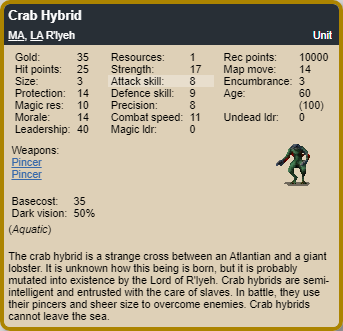 Crab Hybrid
MA, LA R'lyeh Unit
Gold: 35 Resources: 1 Rec points: 10000
Hit points: 25 Strength: 17 Map move: 14
Size: 3 Attack skill: 8 Encumbrance: 3
Protection: 14 Defence skill: 9 Age: 60
Magic res: 10 Precision: 8 (100)
Morale: 14 Combat speed: 11 Undead ldr: 0
Leadership: 40 Magic ldr: 0
Weapons:
Pincer
Pincer
Basecost: 35
Dark vision: 50%
(Aquatic)
The crab hybrid is a strange cross between an Atlantian and a giant
lobster. It is unknown how this being is born, but it is probably
mutated into existence by the Lord of R'lyeh. Crab hybrids are semi-
intelligent and entrusted with the care of slaves. In battle, they use
their pincers and sheer size to overcome enemies. Crab hybrids
cannot leave the sea.